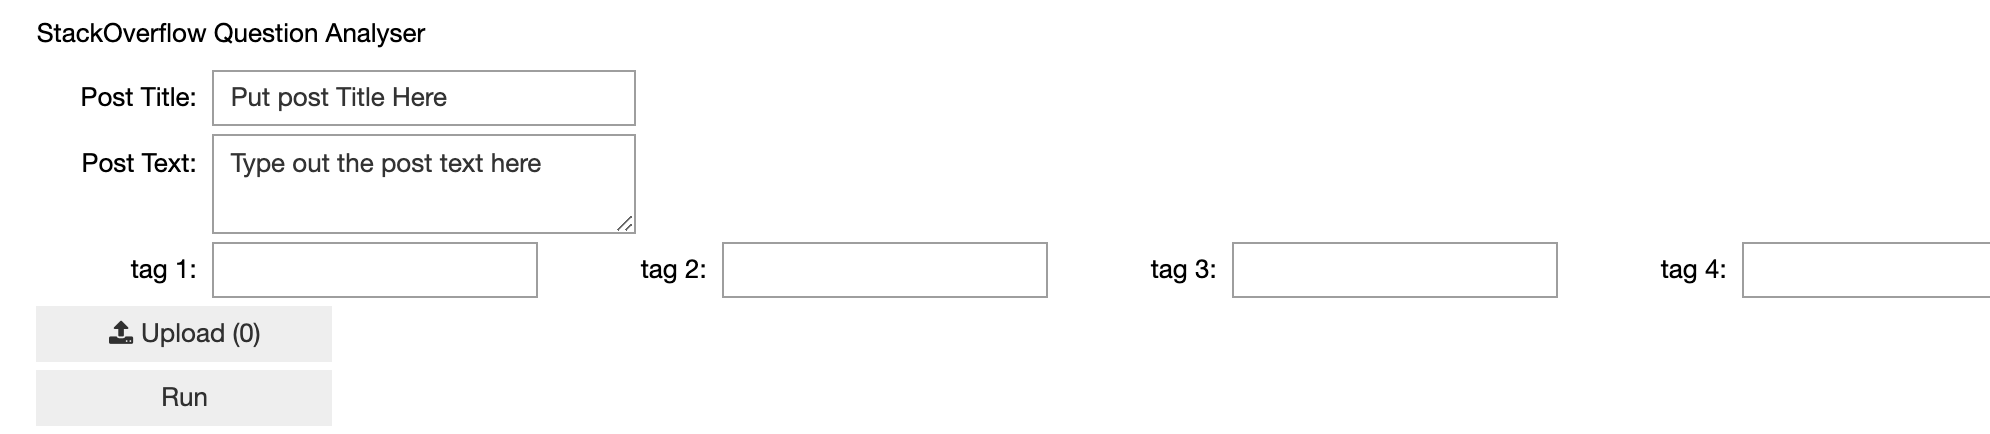 StackOverflow Question Analyser
Post Title: Put post Title Here
Post Text: Type out the post text here
tag 1: tag 2: tag 3: tag 4:
Upload (0)
Run